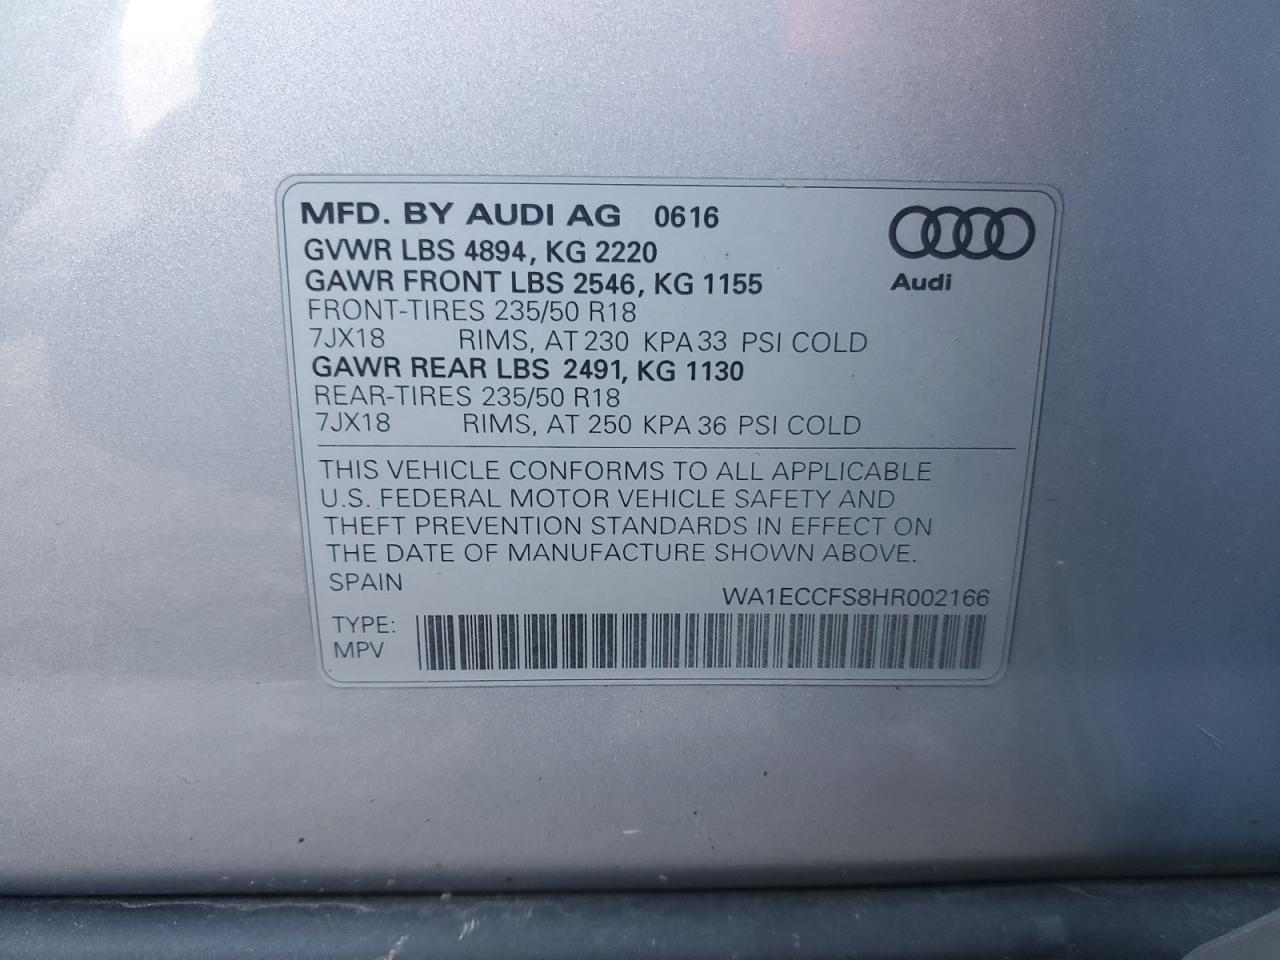 MFD. BY AUDI AG 0616
GVWR LBS 4894, KG 2220
GAWR FRONT LBS 2546, KG 1155
Audi
FRONT-TIRES 235/50 R18
7JX18 RIMS, AT 230 KPA 33 PSI COLD
GAWR REAR LBS 2491, KG 1130
REAR-TIRES 235/50 R18
7JX18 RIMS, AT 250 KPA 36 PSI COLD
THIS VEHICLE CONFORMS TO ALL APPLICABLE
U.S. FEDERAL MOTOR VEHICLE SAFETY AND
THEFT PREVENTION STANDARDS IN EFFECT ON
THE DATE OF MANUFACTURE SHOWN ABOVE.
SPAIN
WA1ECCFS8HR002166
TYPE:
MPV